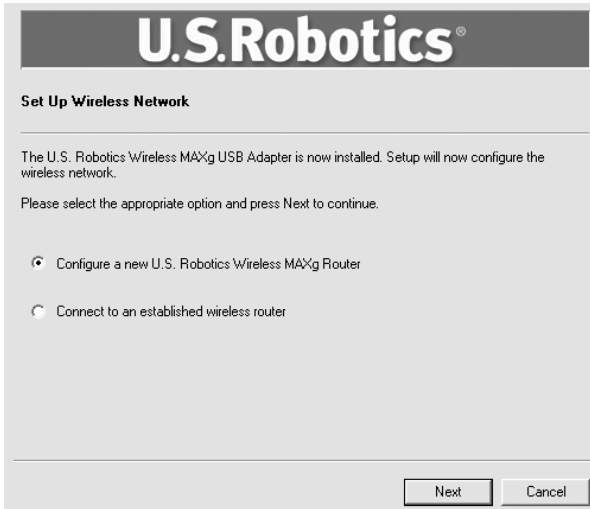 U.S.Robotics®
Set Up Wireless Network
The U.S. Robotics Wireless MAXg USB Adapter is now installed. Setup will now configure the
wireless network.
Please select the appropriate option and press Next to continue.
Configure a new U.S. Robotics Wireless MAXg Router
Connect to an established wireless router
Next Cancel